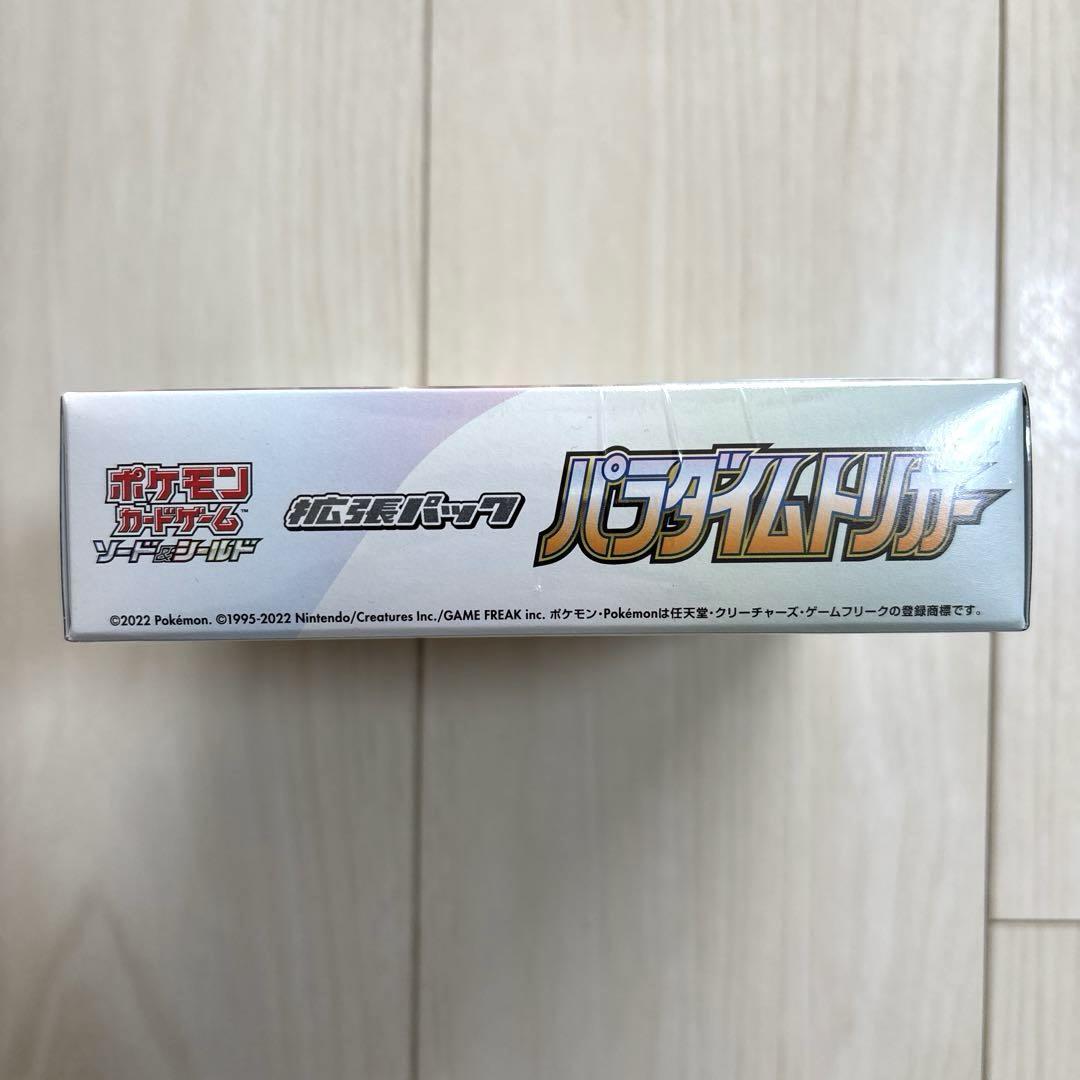 ポケモン
カードゲーム™
ソード&シールド
拡張パック
パラダイムトリガー
©2022 Pokémon. ©1995-2022 Nintendo/Creatures Inc./GAME FREAK inc. ポケモン・Pokémonは任天堂・クリーチャーズ・ゲームフリークの登録商標です。